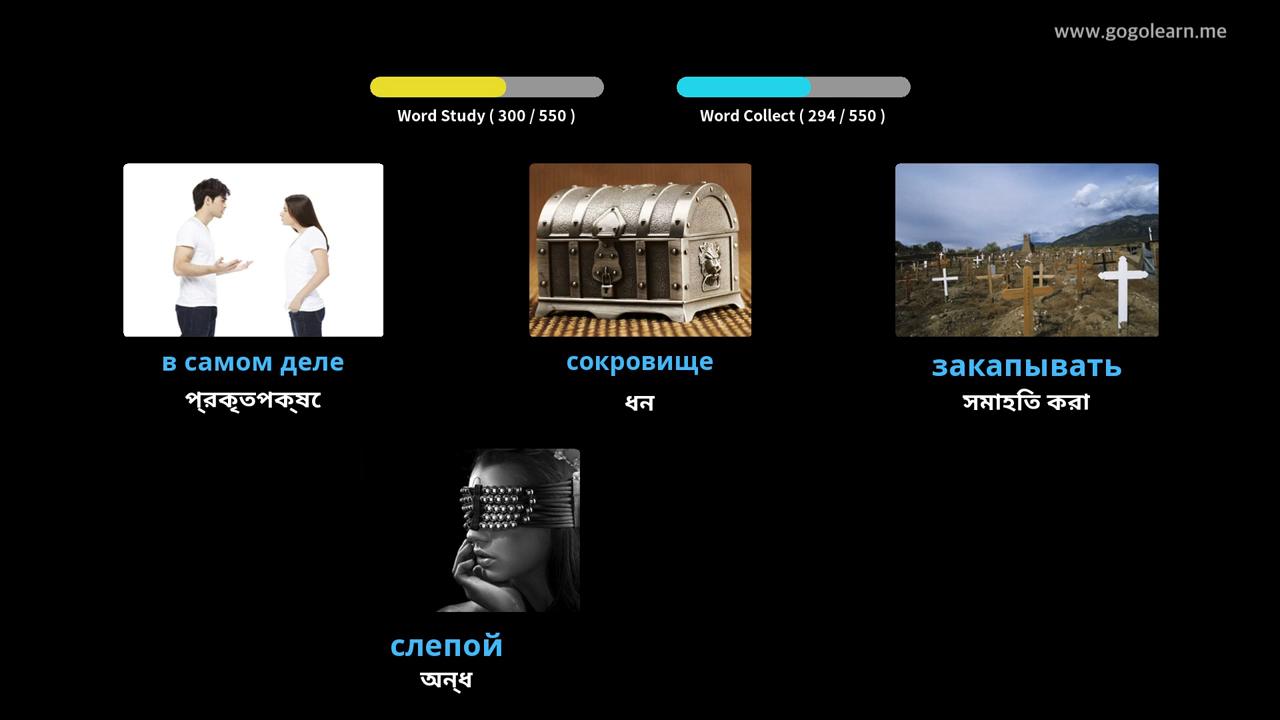 www.gogolearn.me
Word Study ( 300 / 550 )
Word Collect ( 294 / 550 )
в самом деле
сокровище
закапывать
প্রকৃতপক্ষে
ধন
সমাহিত করা
слепой
অন্ধ